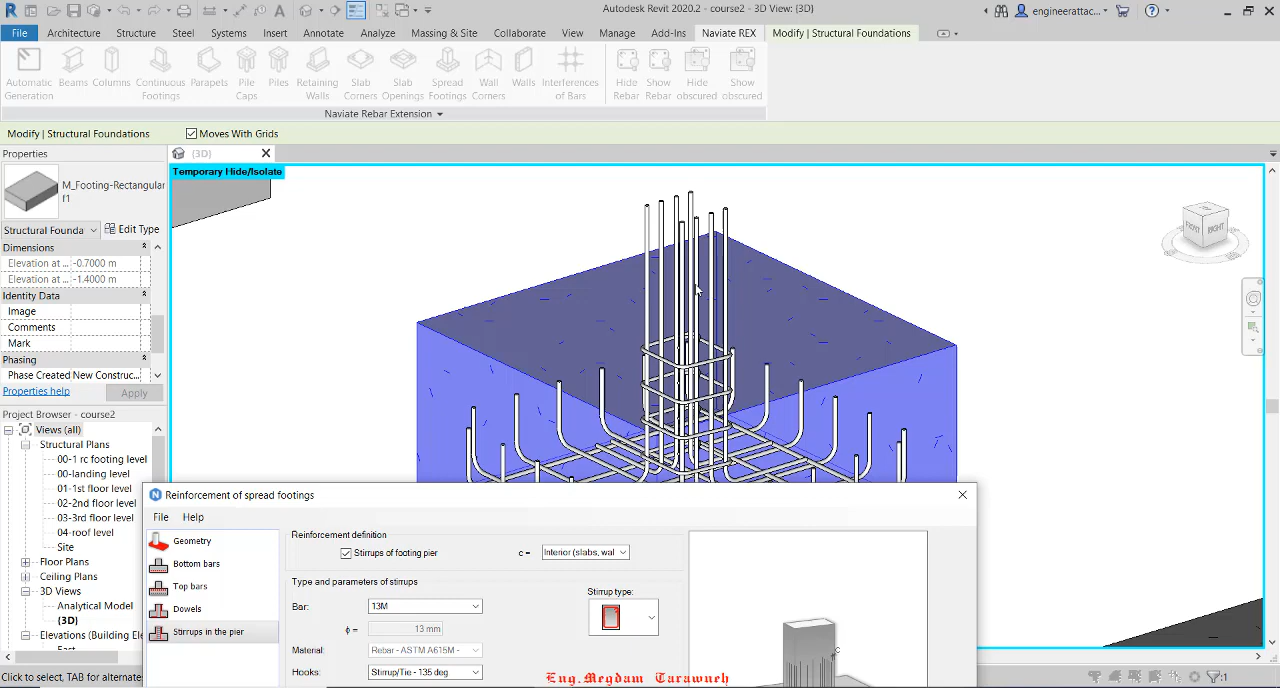 Autodesk Revit 2020.2 - course2 - 3D View: {3D}
engineerattac...
File Architecture Structure Steel Systems Insert Annotate Analyze Massing & Site Collaborate View Manage Add-Ins Naviate REX Modify | Structural Foundations
Automatic Generation
Beams
Columns
Continuous Footings
Parapets
Pile Caps
Piles
Retaining Walls
Slab Corners
Slab Openings
Spread Footings
Wall Corners
Walls
Interferences of Bars
Hide Rebar
Show Rebar
Hide obscured
Show obscured
Naviate Rebar Extension
Modify | Structural Foundations
Moves With Grids
Properties
{3D}
Temporary Hide/Isolate
M_Footing-Rectangular
f1
Structural Founda
Edit Type
Dimensions
Elevation at ... -0.7000 m
Elevation at ... -1.4000 m
Identity Data
Image
Comments
Mark
Phasing
Phase Created New Construc...
Properties help
Apply
Project Browser - course2
Views (all)
Structural Plans
00-1 rc footing level
00-landing level
01-1st floor level
02-2nd floor level
03-3rd floor level
04-roof level
Site
Floor Plans
Ceiling Plans
3D Views
Analytical Model
{3D}
Elevations (Building Ele
East
Click to select, TAB for alternate
FRONT
RIGHT
Reinforcement of spread footings
File Help
Geometry
Bottom bars
Top bars
Dowels
Stirrups in the pier
Reinforcement definition
Stirrups of footing pier
c = Interior (slabs, wal
Type and parameters of stirrups
Bar: 13M
ϕ = 13 mm
Material: Rebar - ASTM A615M -
Hooks: Stirrup/Tie - 135 deg
Stirrup type:
c
Eng.Megdam Tarawneh
:1